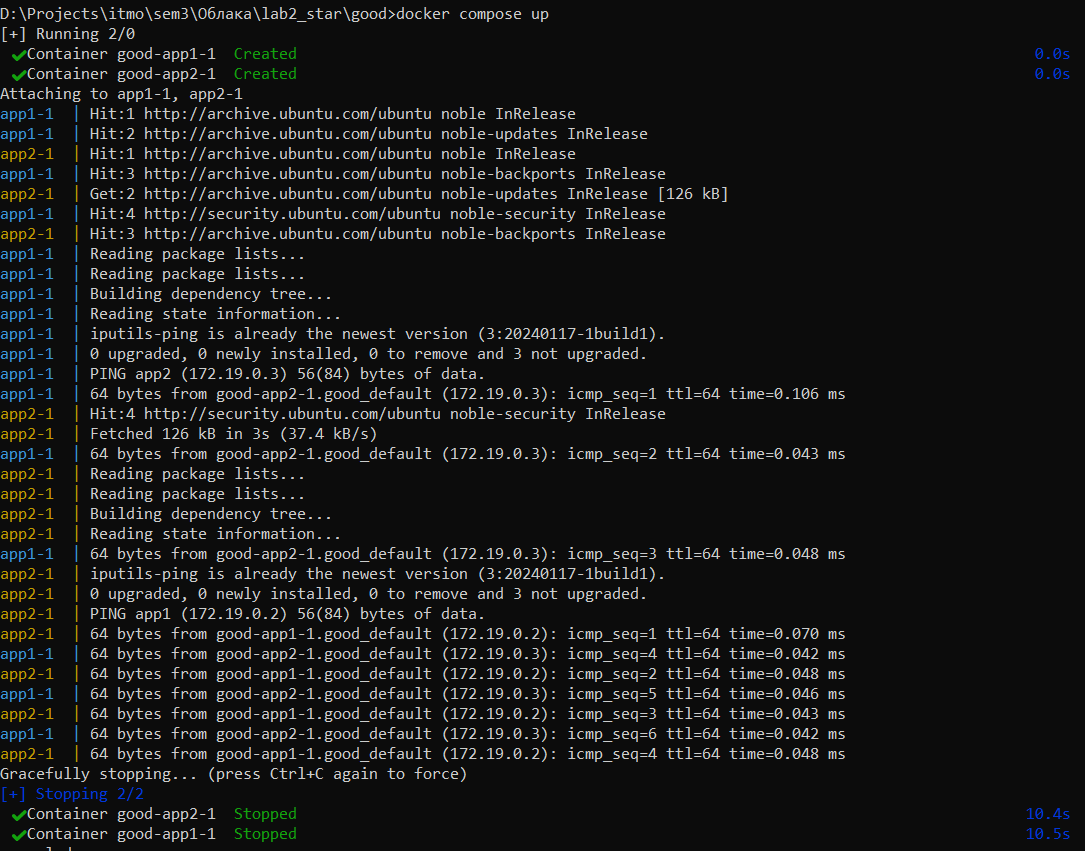 D:\Projects\itmo\sem3\Облака\lab2_star\good>docker compose up
[+] Running 2/0
✔Container good-app1-1  Created 0.0s
✔Container good-app2-1  Created 0.0s
Attaching to app1-1, app2-1
app1-1  | Hit:1 http://archive.ubuntu.com/ubuntu noble InRelease
app1-1  | Hit:2 http://archive.ubuntu.com/ubuntu noble-updates InRelease
app2-1  | Hit:1 http://archive.ubuntu.com/ubuntu noble InRelease
app1-1  | Hit:3 http://archive.ubuntu.com/ubuntu noble-backports InRelease
app2-1  | Get:2 http://archive.ubuntu.com/ubuntu noble-updates InRelease [126 kB]
app1-1  | Hit:4 http://security.ubuntu.com/ubuntu noble-security InRelease
app2-1  | Hit:3 http://archive.ubuntu.com/ubuntu noble-backports InRelease
app1-1  | Reading package lists...
app1-1  | Reading package lists...
app1-1  | Building dependency tree...
app1-1  | Reading state information...
app1-1  | iputils-ping is already the newest version (3:20240117-1build1).
app1-1  | 0 upgraded, 0 newly installed, 0 to remove and 3 not upgraded.
app1-1  | PING app2 (172.19.0.3) 56(84) bytes of data.
app1-1  | 64 bytes from good-app2-1.good_default (172.19.0.3): icmp_seq=1 ttl=64 time=0.106 ms
app2-1  | Hit:4 http://security.ubuntu.com/ubuntu noble-security InRelease
app2-1  | Fetched 126 kB in 3s (37.4 kB/s)
app1-1  | 64 bytes from good-app2-1.good_default (172.19.0.3): icmp_seq=2 ttl=64 time=0.043 ms
app2-1  | Reading package lists...
app2-1  | Reading package lists...
app2-1  | Building dependency tree...
app2-1  | Reading state information...
app1-1  | 64 bytes from good-app2-1.good_default (172.19.0.3): icmp_seq=3 ttl=64 time=0.048 ms
app2-1  | iputils-ping is already the newest version (3:20240117-1build1).
app2-1  | 0 upgraded, 0 newly installed, 0 to remove and 3 not upgraded.
app2-1  | PING app1 (172.19.0.2) 56(84) bytes of data.
app2-1  | 64 bytes from good-app1-1.good_default (172.19.0.2): icmp_seq=1 ttl=64 time=0.070 ms
app1-1  | 64 bytes from good-app2-1.good_default (172.19.0.3): icmp_seq=4 ttl=64 time=0.042 ms
app2-1  | 64 bytes from good-app1-1.good_default (172.19.0.2): icmp_seq=2 ttl=64 time=0.048 ms
app1-1  | 64 bytes from good-app2-1.good_default (172.19.0.3): icmp_seq=5 ttl=64 time=0.046 ms
app2-1  | 64 bytes from good-app1-1.good_default (172.19.0.2): icmp_seq=3 ttl=64 time=0.043 ms
app1-1  | 64 bytes from good-app2-1.good_default (172.19.0.3): icmp_seq=6 ttl=64 time=0.042 ms
app2-1  | 64 bytes from good-app1-1.good_default (172.19.0.2): icmp_seq=4 ttl=64 time=0.048 ms
Gracefully stopping... (press Ctrl+C again to force)
[+] Stopping 2/2
✔Container good-app2-1  Stopped 10.4s
✔Container good-app1-1  Stopped 10.5s